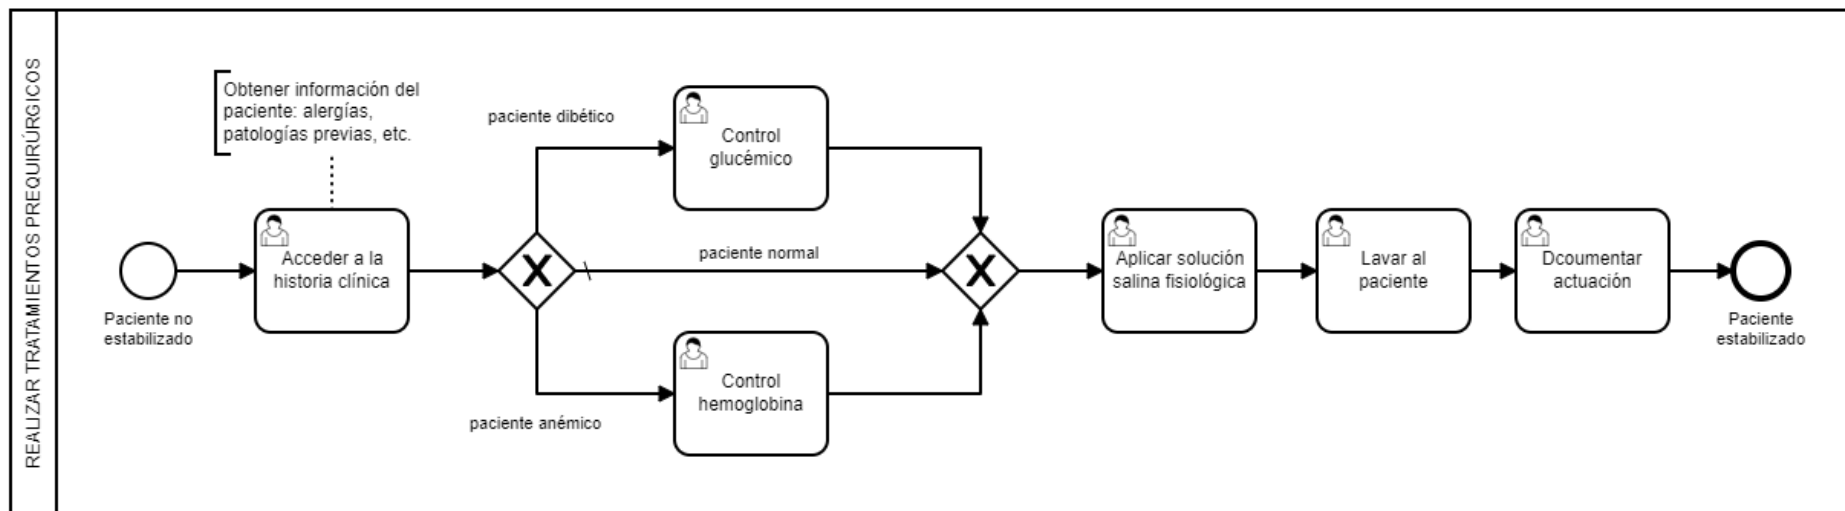 REALIZAR TRATAMIENTOS PREQUIRÚRGICOS
Obtener información del
paciente: alergías,
patologías previas, etc.
Paciente no
estabilizado
Acceder a la
historia clínica
paciente dibético
paciente normal
paciente anémico
Control
glucémico
Control
hemoglobina
Aplicar solución
salina fisiológica
Lavar al
paciente
Dcoumentar
actuación
Paciente
estabilizado